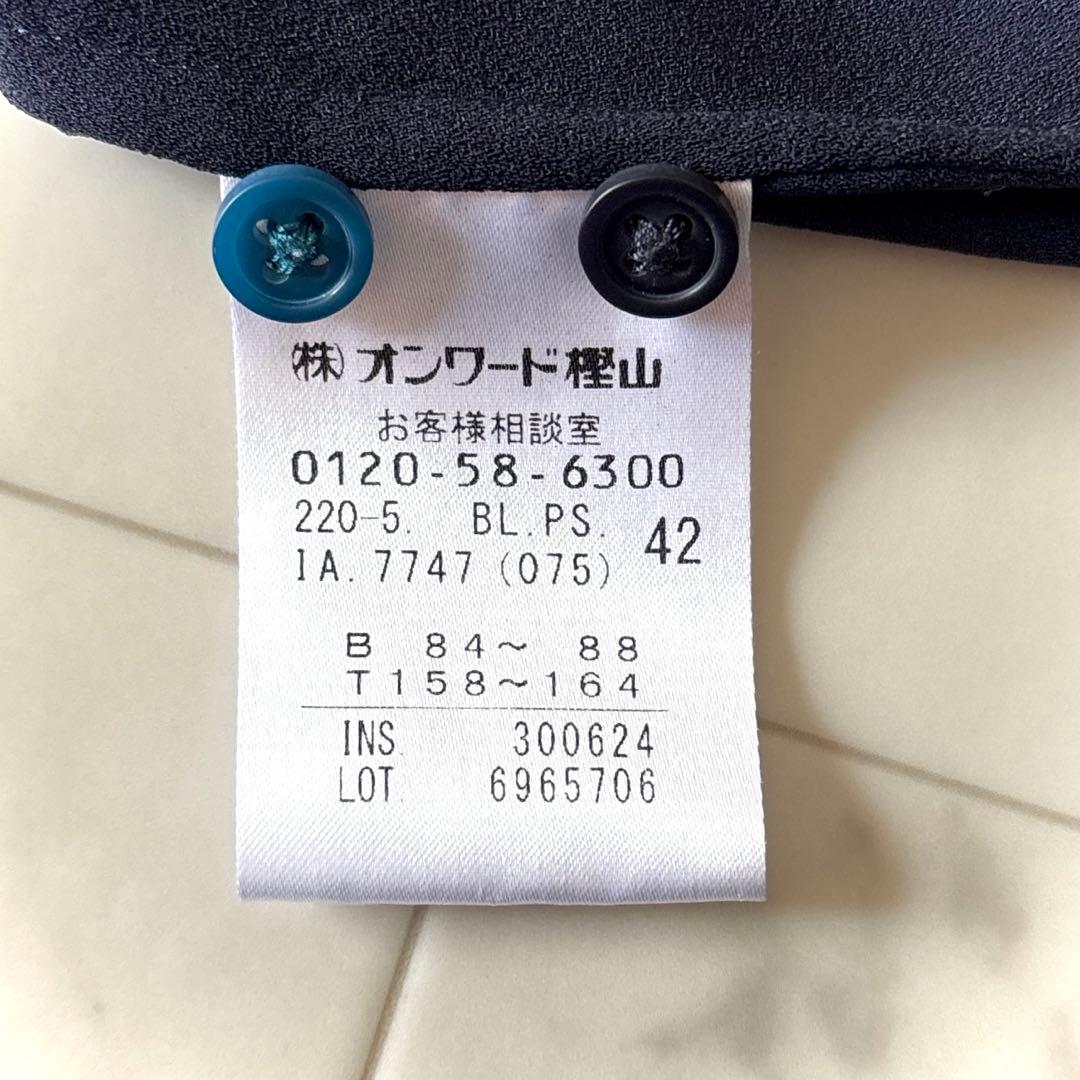 (株)オンワード樫山
お客様相談室
0120-58-6300
220-5. BL.PS. 42
IA.7747 (075)
B 84～ 88
T158～164
INS. 300624
LOT. 6965706